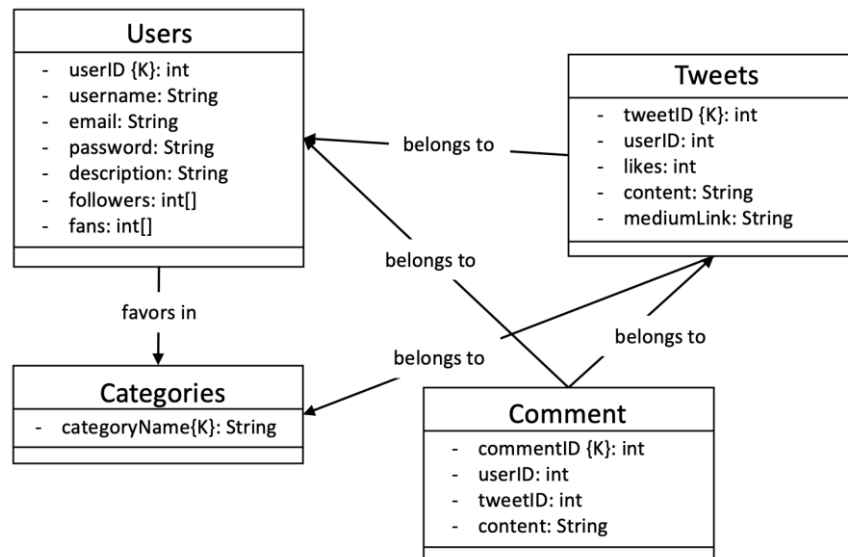 Users
- userID {K}: int
- username: String
- email: String
- password: String
- description: String
- followers: int[]
- fans: int[]
Tweets
- tweetID {K}: int
- userID: int
- likes: int
- content: String
- mediumLink: String
belongs to
belongs to
favors in
belongs to
belongs to
Categories
- categoryName{K}: String
Comment
- commentID {K}: int
- userID: int
- tweetID: int
- content: String